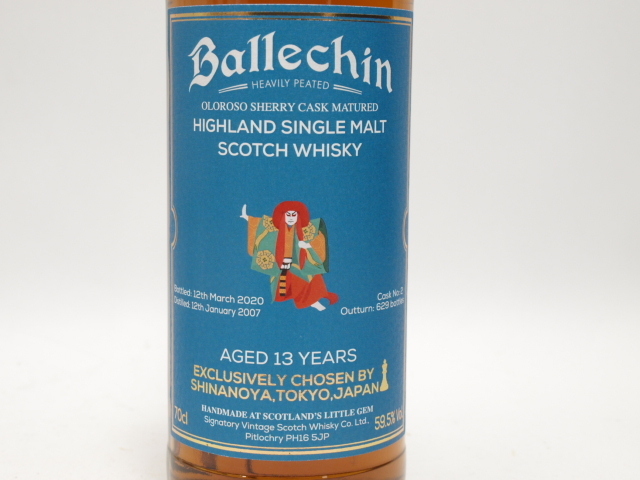 Ballechin
HEAVILY PEATED
OLOROSO SHERRY CASK MATURED
HIGHLAND SINGLE MALT
SCOTCH WHISKY
Bottled: 12th March 2020
Distilled: 12th January 2007
Cask No:
Outturn: 629 bottles
AGED 13 YEARS
EXCLUSIVELY CHOSEN BY
SHINANOYA,TOKYO,JAPAN
HANDMADE AT SCOTLAND'S LITTLE GEM
70cl
Signatory Vintage Scotch Whisky Co. Ltd.,
59.5% Vol
Pitlochry PH16 5JP